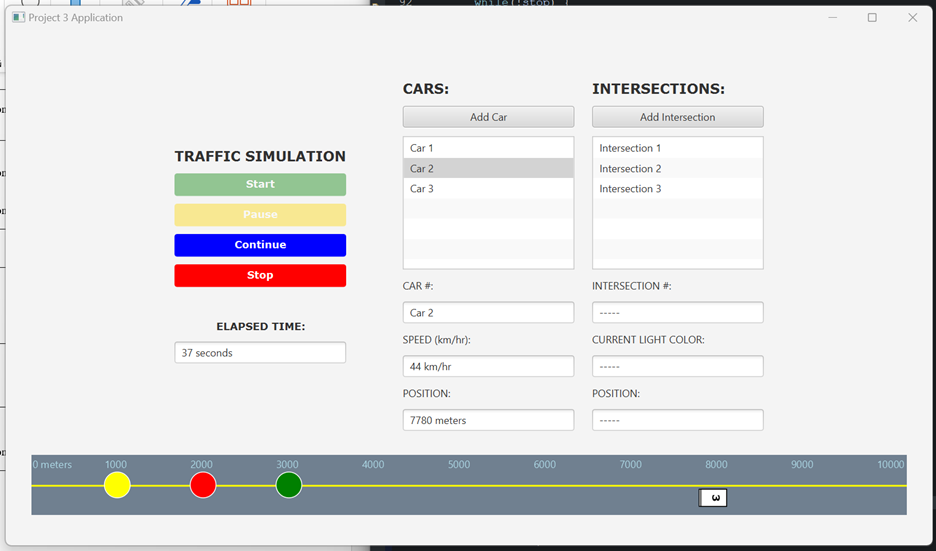 92 while(!stop) {
Project 3 Application
CARS:
INTERSECTIONS:
Add Car
Add Intersection
Car 1
Car 2
Car 3
Intersection 1
Intersection 2
Intersection 3
TRAFFIC SIMULATION
Start
Pause
Continue
Stop
ELAPSED TIME:
37 seconds
CAR #:
Car 2
SPEED (km/hr):
44 km/hr
POSITION:
7780 meters
INTERSECTION #:
-----
CURRENT LIGHT COLOR:
-----
POSITION:
-----
0 meters 1000 2000 3000 4000 5000 6000 7000 8000 9000 10000
3